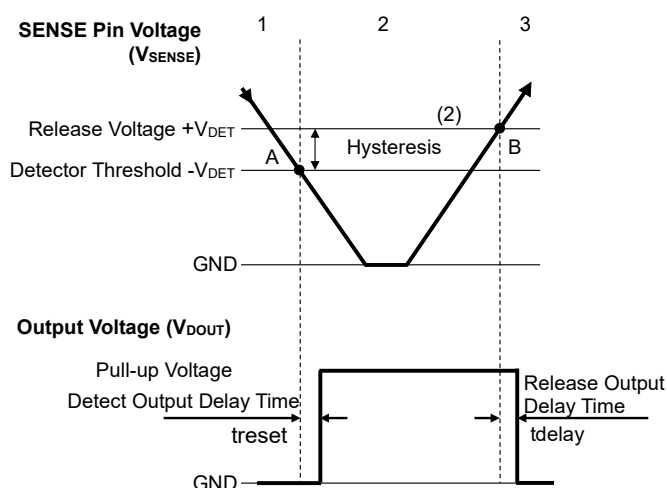 SENSE Pin Voltage
(VSENSE)
1 2 3
(2)
Release Voltage +VDET
A Hysteresis B
Detector Threshold -VDET
GND
Output Voltage (VDOUT)
Pull-up Voltage
Detect Output Delay Time
treset
Release Output
Delay Time
tdelay
GND